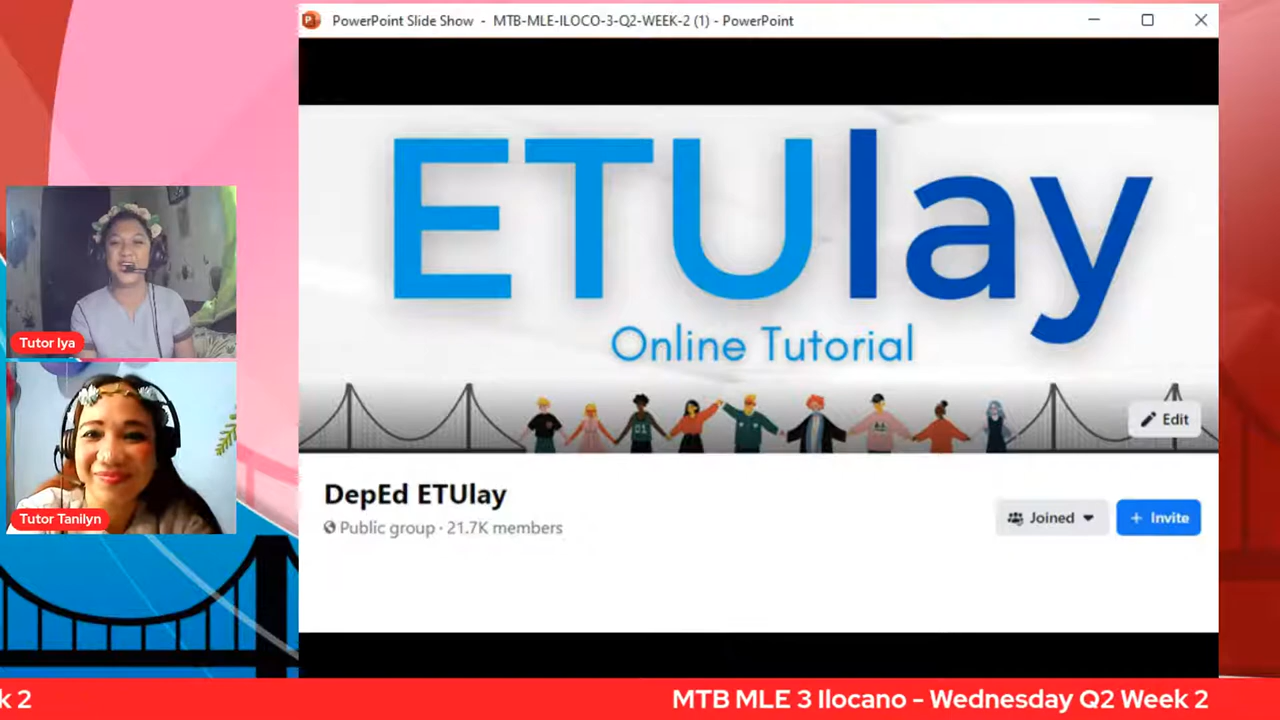 PowerPoint Slide Show - MTB-MLE-ILOCO-3-Q2-WEEK-2 (1) - PowerPoint
ETUlay
Online Tutorial
Edit
DepEd ETUlay
Public group · 21.7K members
Joined
+ Invite
Tutor Iya
Tutor Tanilyn
k 2
MTB MLE 3 Ilocano - Wednesday Q2 Week 2